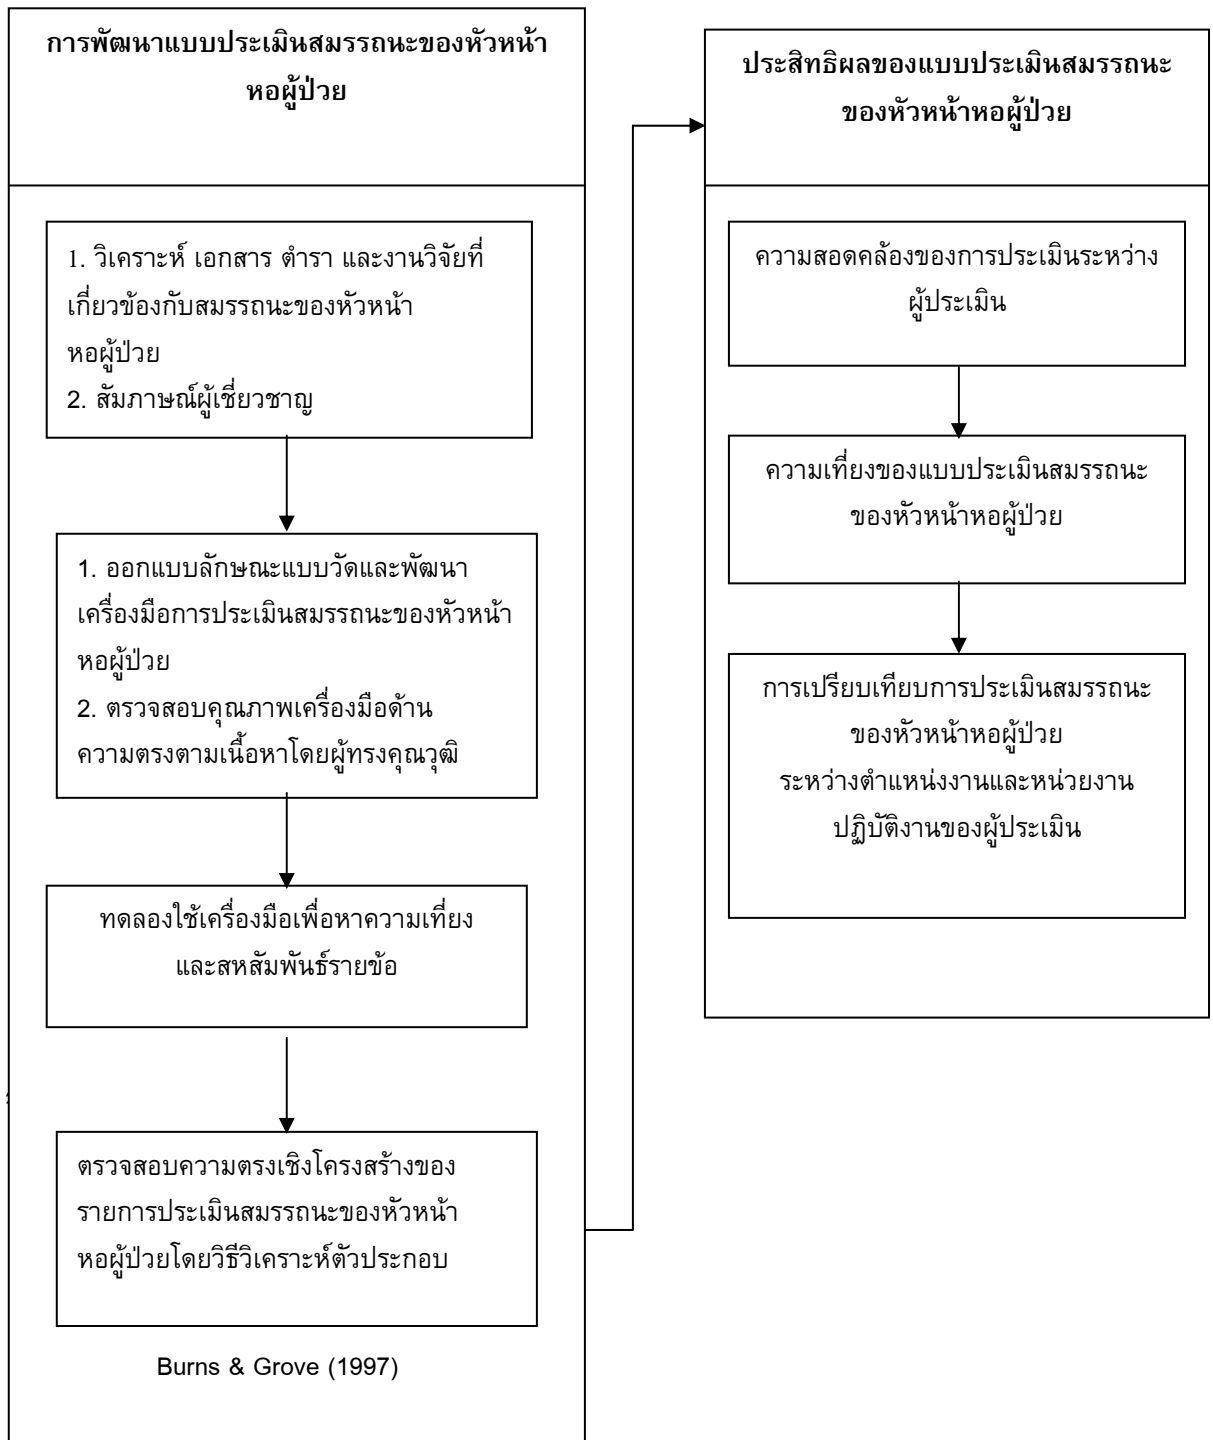 การพัฒนาแบบประเมินสมรรถนะของหัวหน้า
หอผู้ป่วย
1. วิเคราะห์ เอกสาร ตำรา และงานวิจัยที่
เกี่ยวข้องกับสมรรถนะของหัวหน้า
หอผู้ป่วย
2. สัมภาษณ์ผู้เชี่ยวชาญ
1. ออกแบบลักษณะแบบวัดและพัฒนา
เครื่องมือการประเมินสมรรถนะของหัวหน้า
หอผู้ป่วย
2. ตรวจสอบคุณภาพเครื่องมือด้าน
ความตรงตามเนื้อหาโดยผู้ทรงคุณวุฒิ
ทดลองใช้เครื่องมือเพื่อหาความเที่ยง
และสหสัมพันธ์รายข้อ
ตรวจสอบความตรงเชิงโครงสร้างของ
รายการประเมินสมรรถนะของหัวหน้า
หอผู้ป่วยโดยวิธีวิเคราะห์ตัวประกอบ
Burns & Grove (1997)
ประสิทธิผลของแบบประเมินสมรรถนะ
ของหัวหน้าหอผู้ป่วย
ความสอดคล้องของการประเมินระหว่าง
ผู้ประเมิน
ความเที่ยงของแบบประเมินสมรรถนะ
ของหัวหน้าหอผู้ป่วย
การเปรียบเทียบการประเมินสมรรถนะ
ของหัวหน้าหอผู้ป่วย
ระหว่างตำแหน่งงานและหน่วยงาน
ปฏิบัติงานของผู้ประเมิน